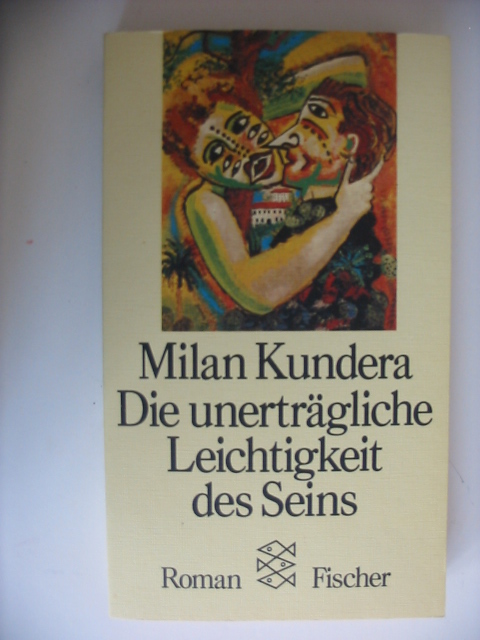 Milan Kundera
Die unerträgliche
Leichtigkeit
des Seins
Roman Fischer